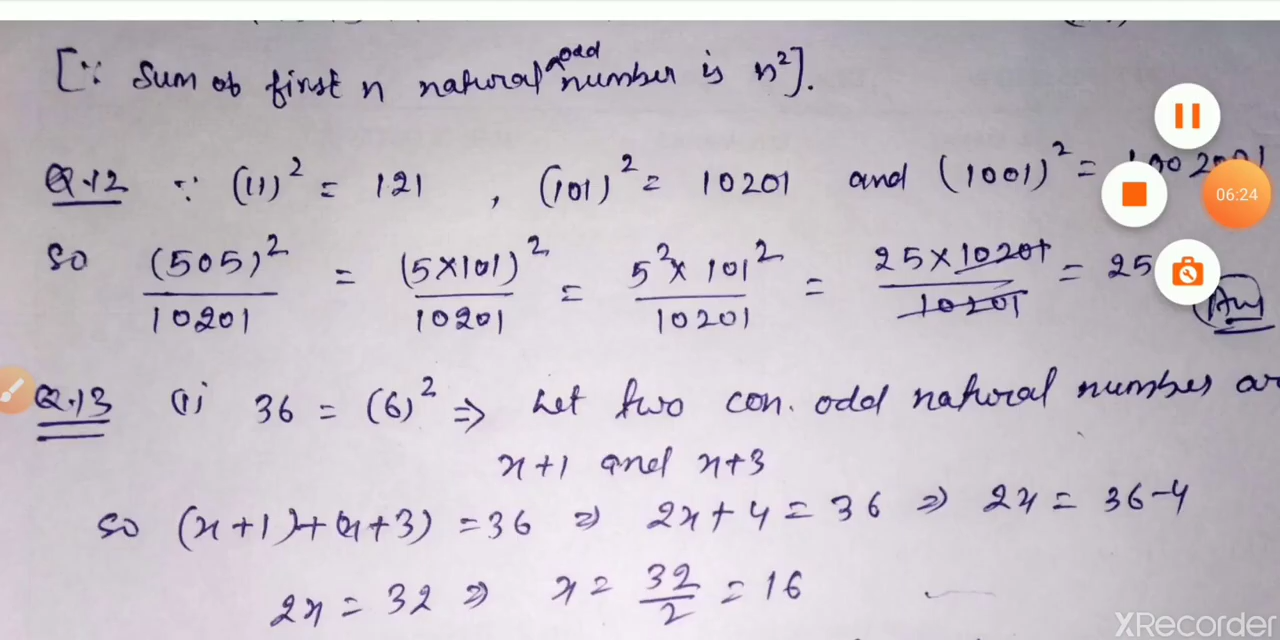 [∵ Sum of first n natural odd number is n²].
Q.12 ∵ (11)² = 121, (101)² = 10201 and (1001)² =
06:24
so (505)²/10201 = (5×101)²/10201 = 5²×101²/10201 = 25×10201/10201 = 25 Ans
Q.13 (i) 36 = (6)² ⇒ Let two con. odd natural number
x+1 and x+3
so (x+1)+(x+3) = 36 ⇒ 2x+4 = 36 ⇒ 2x = 36-4
2x = 32 ⇒ x = 32/2 = 16
XRecorder